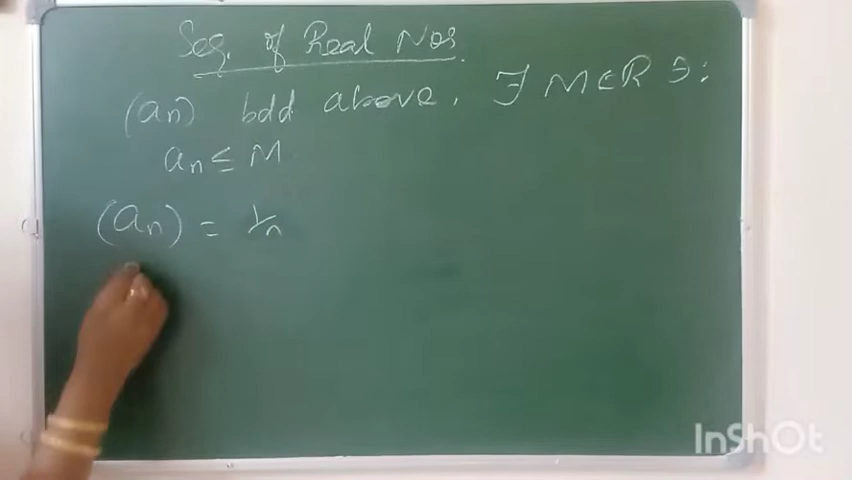 Seq. of Real Nos.
(an) bdd above, ∃ M ∈ R ∋:
an ≤ M
(an) = 1/n
InShOt